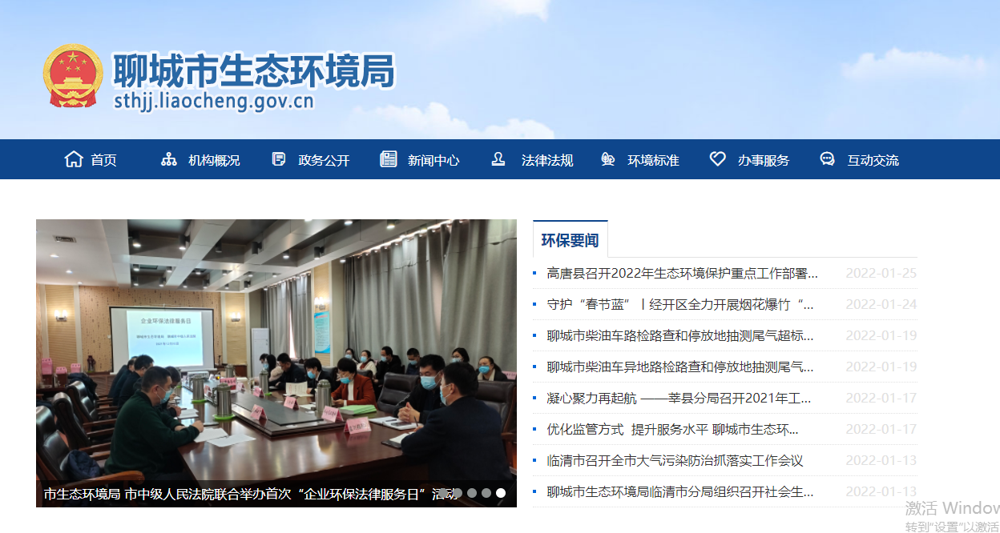 聊城市生态环境局
sthjj.liaocheng.gov.cn
首页 机构概况 政务公开 新闻中心 法律法规 环境标准 办事服务 互动交流
环保要闻
高唐县召开2022年生态环境保护重点工作部署... 2022-01-25
守护“春节蓝”丨经开区全力开展烟花爆竹“... 2022-01-24
聊城市柴油车路检路查和停放地抽测尾气超标... 2022-01-19
聊城市柴油车异地路检路查和停放地抽测尾气... 2022-01-19
凝心聚力再起航 ——莘县分局召开2021年工... 2022-01-17
优化监管方式 提升服务水平 聊城市生态环... 2022-01-17
临清市召开全市大气污染防治抓落实工作会议 2022-01-13
聊城市生态环境局临清市分局组织召开社会生... 2022-01-13
企业环保法律服务日
市生态环境局 市中级人民法院联合举办首次“企业环保法律服务日”活动
激活 Window
转到“设置”以激活